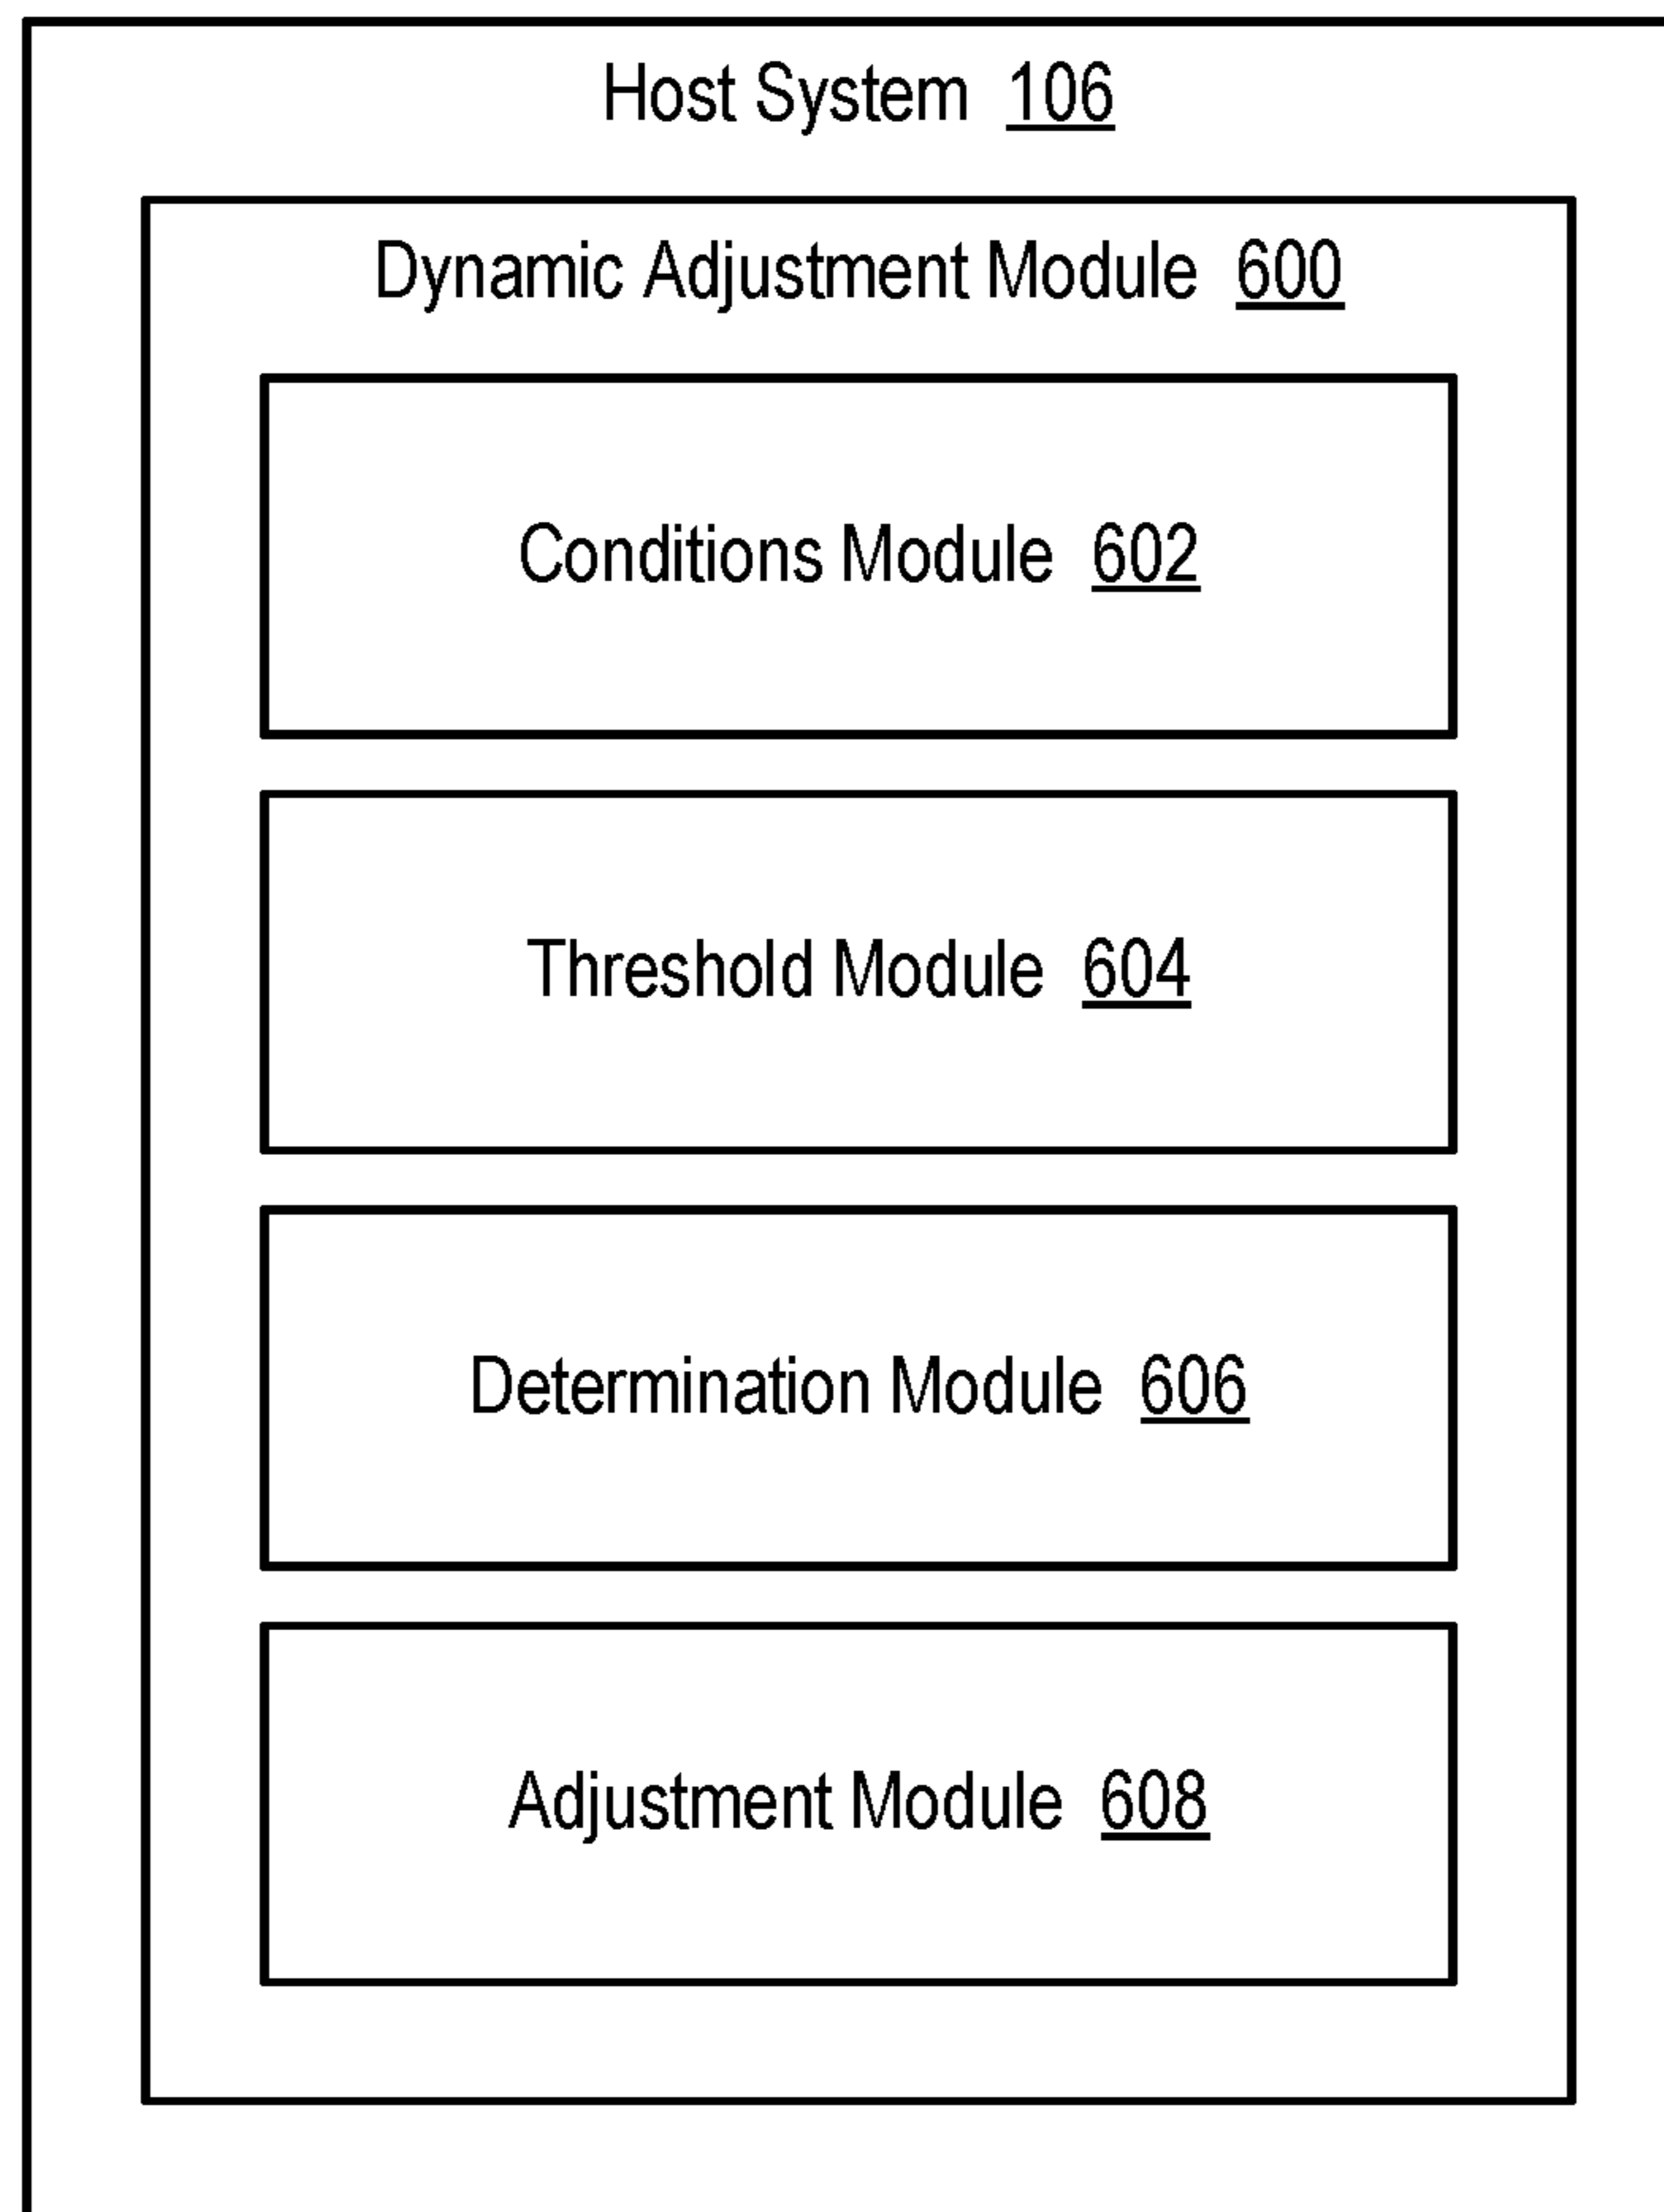 Host System 106
Dynamic Adjustment Module 600
Conditions Module 602
Threshold Module 604
Determination Module 606
Adjustment Module 608